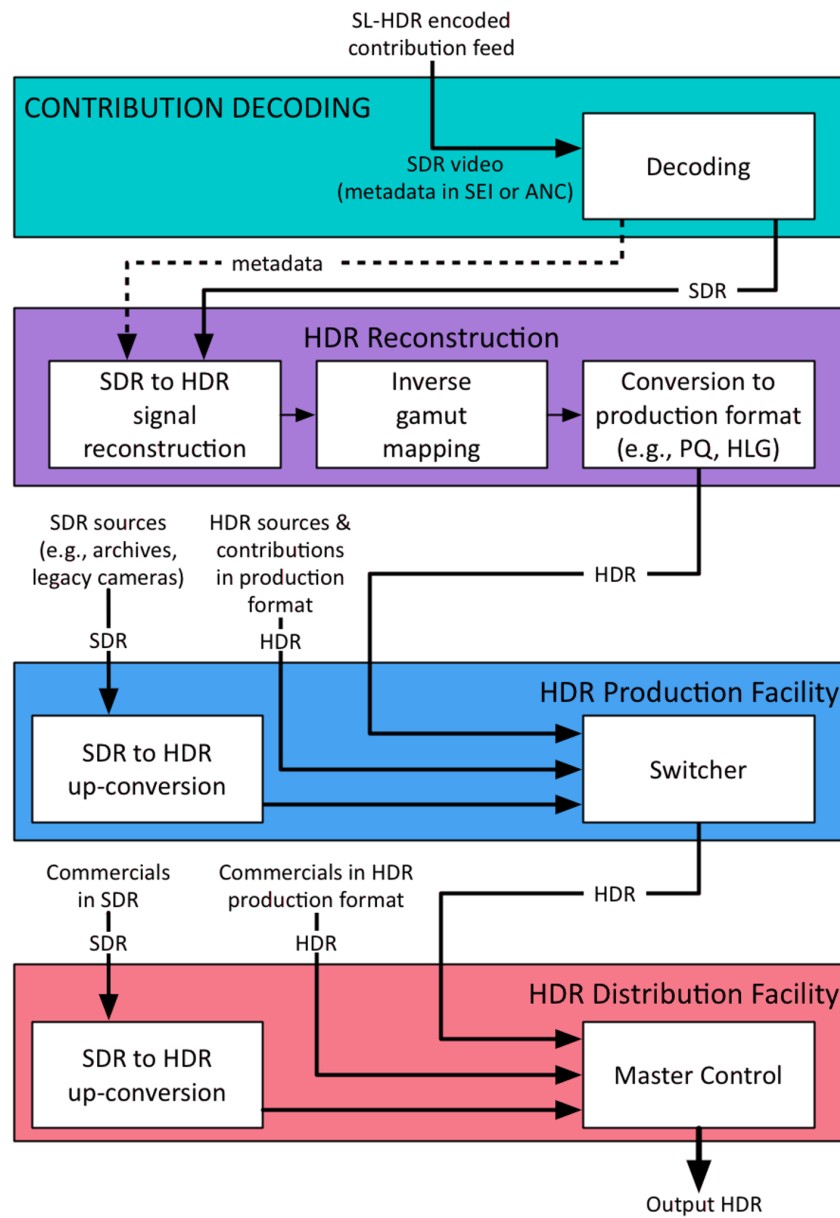 SL-HDR encoded
contribution feed
CONTRIBUTION DECODING
SDR video
(metadata in SEI or ANC)
Decoding
metadata
SDR
HDR Reconstruction
SDR to HDR
signal
reconstruction
Inverse
gamut
mapping
Conversion to
production format
(e.g., PQ, HLG)
SDR sources
(e.g., archives,
legacy cameras)
SDR
HDR sources &
contributions
in production
format
HDR
HDR
HDR Production Facility
SDR to HDR
up-conversion
Switcher
Commercials
in SDR
SDR
Commercials in HDR
production format
HDR
HDR
HDR Distribution Facility
SDR to HDR
up-conversion
Master Control
Output HDR